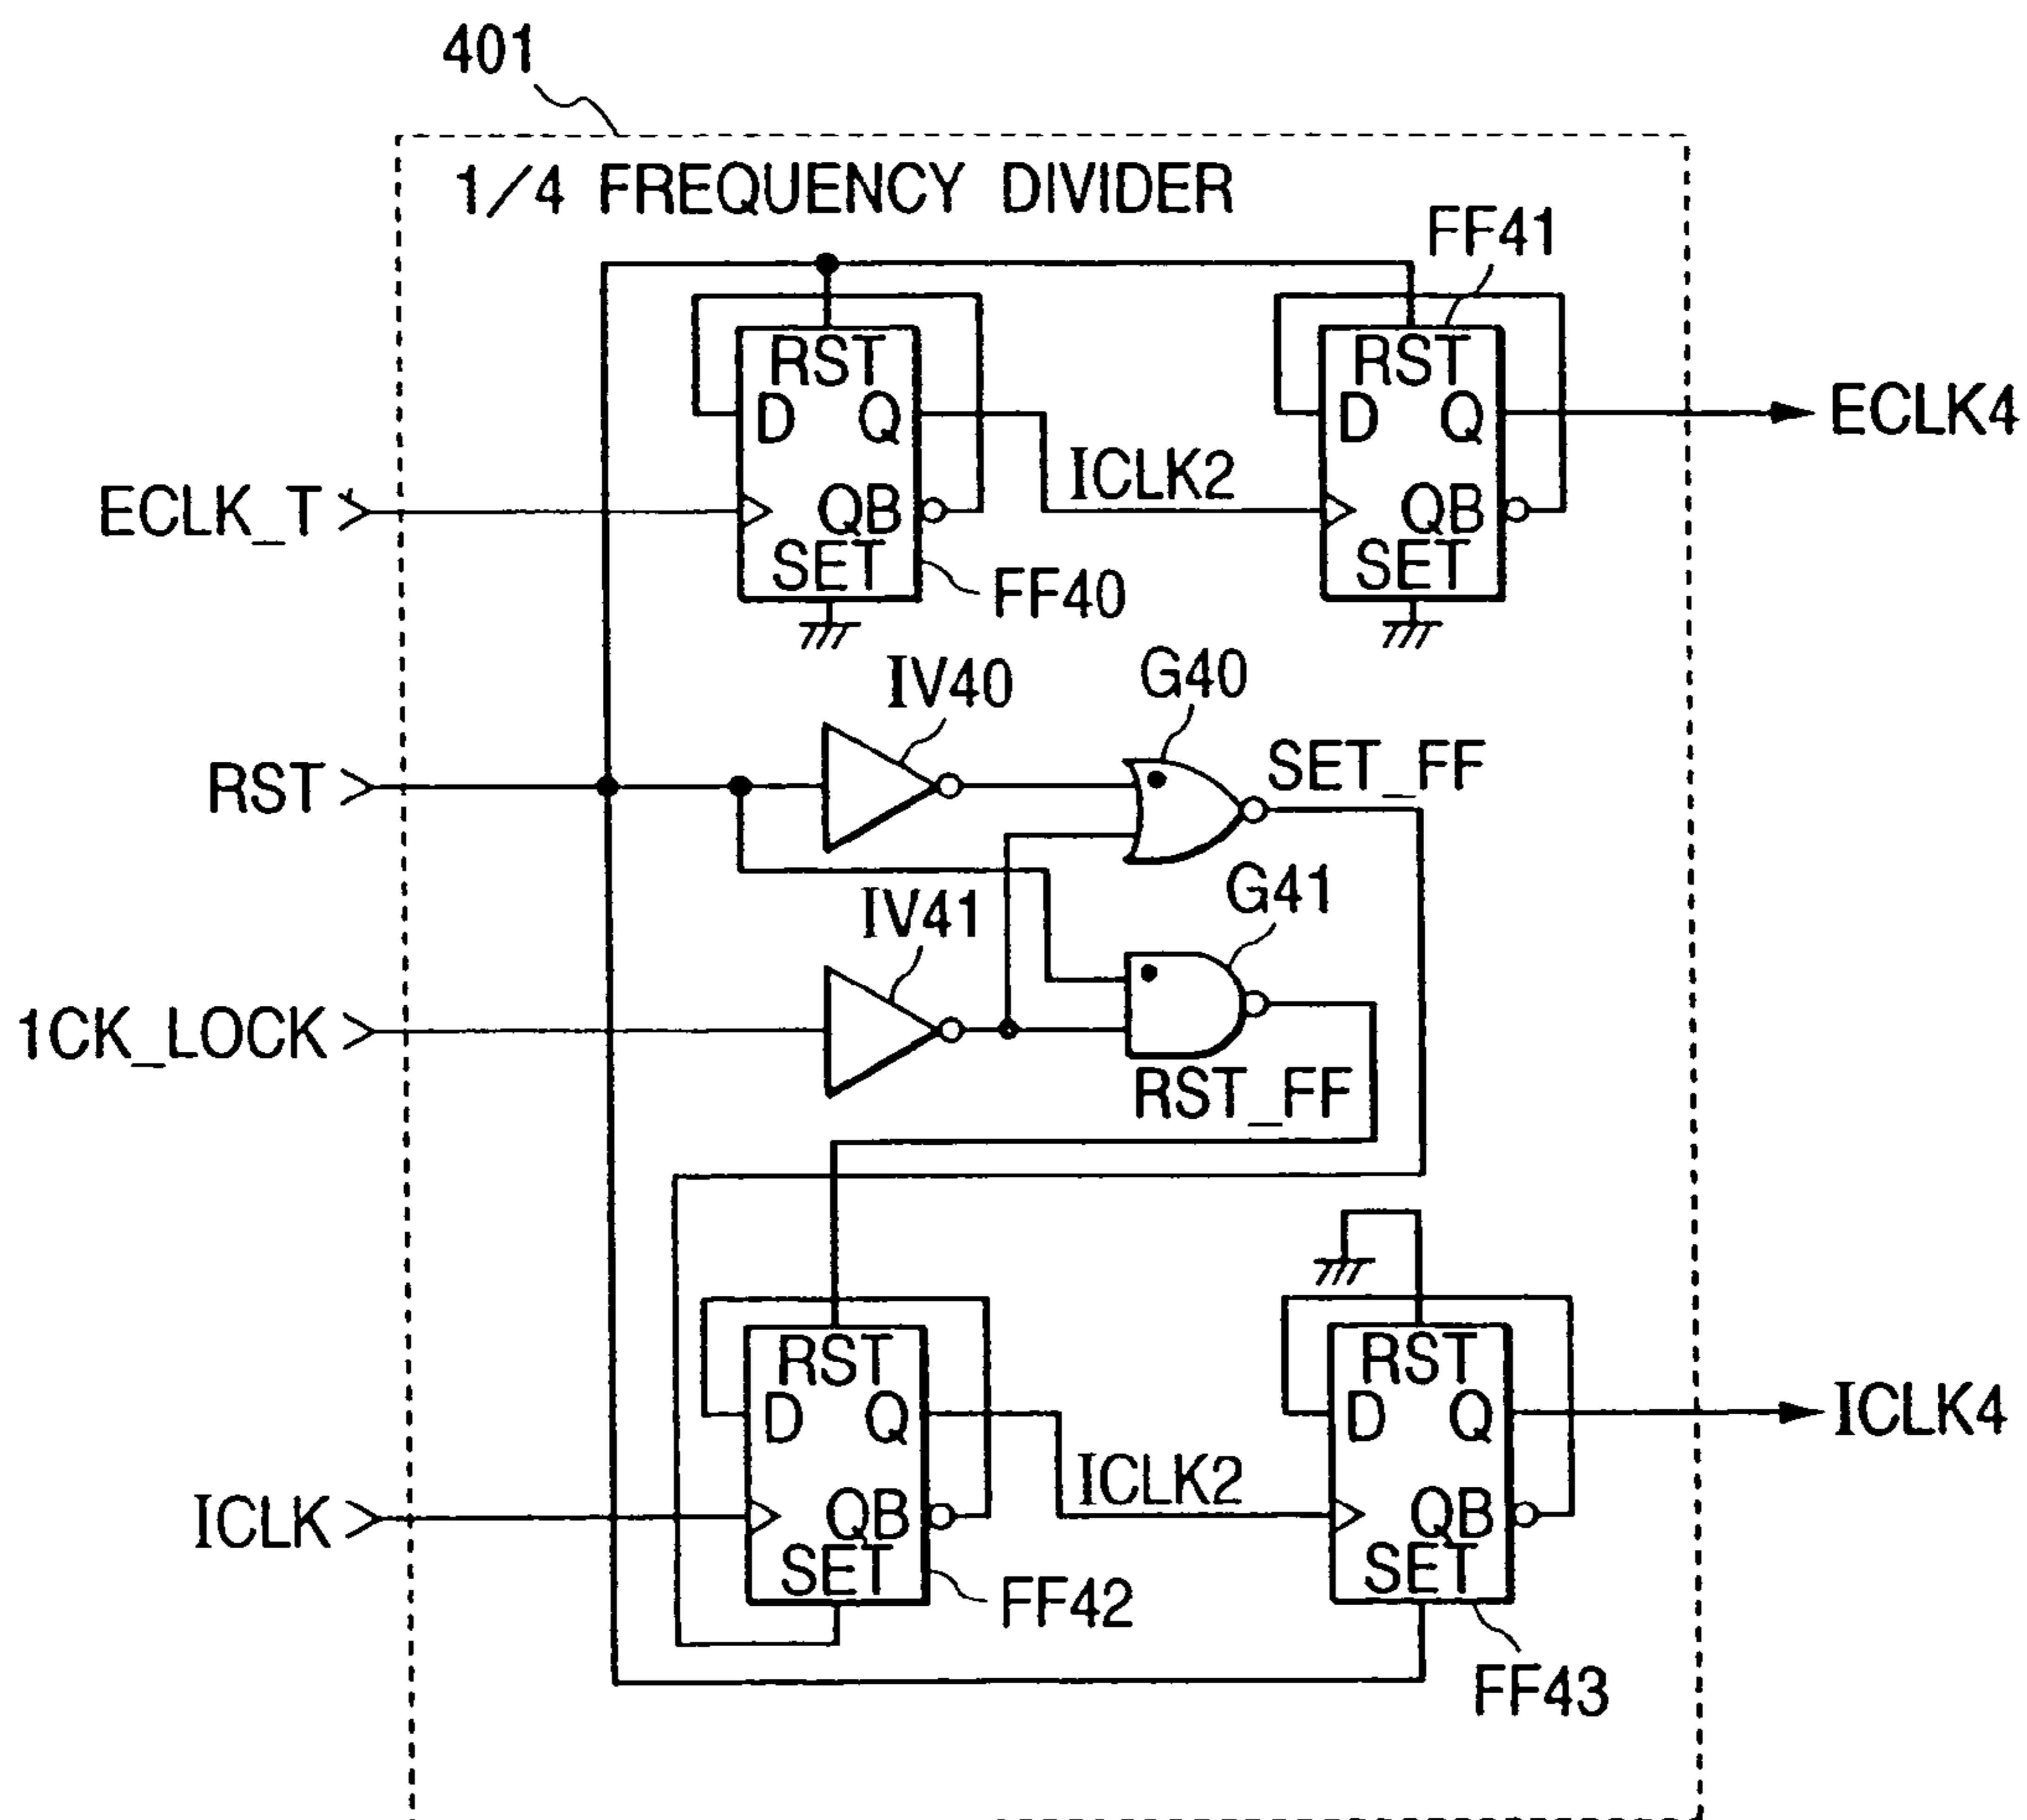 401
1/4 FREQUENCY DIVIDER
FF41
RST
D Q
QB
SET
RST
D Q
QB
SET
ECLK4
ECLK_T
ICLK2
FF40
IV40
G40
RST
SET_FF
IV41
G41
1CK_LOCK
RST_FF
RST
D Q
QB
SET
RST
D Q
QB
SET
ICLK4
ICLK
ICLK2
FF42
FF43